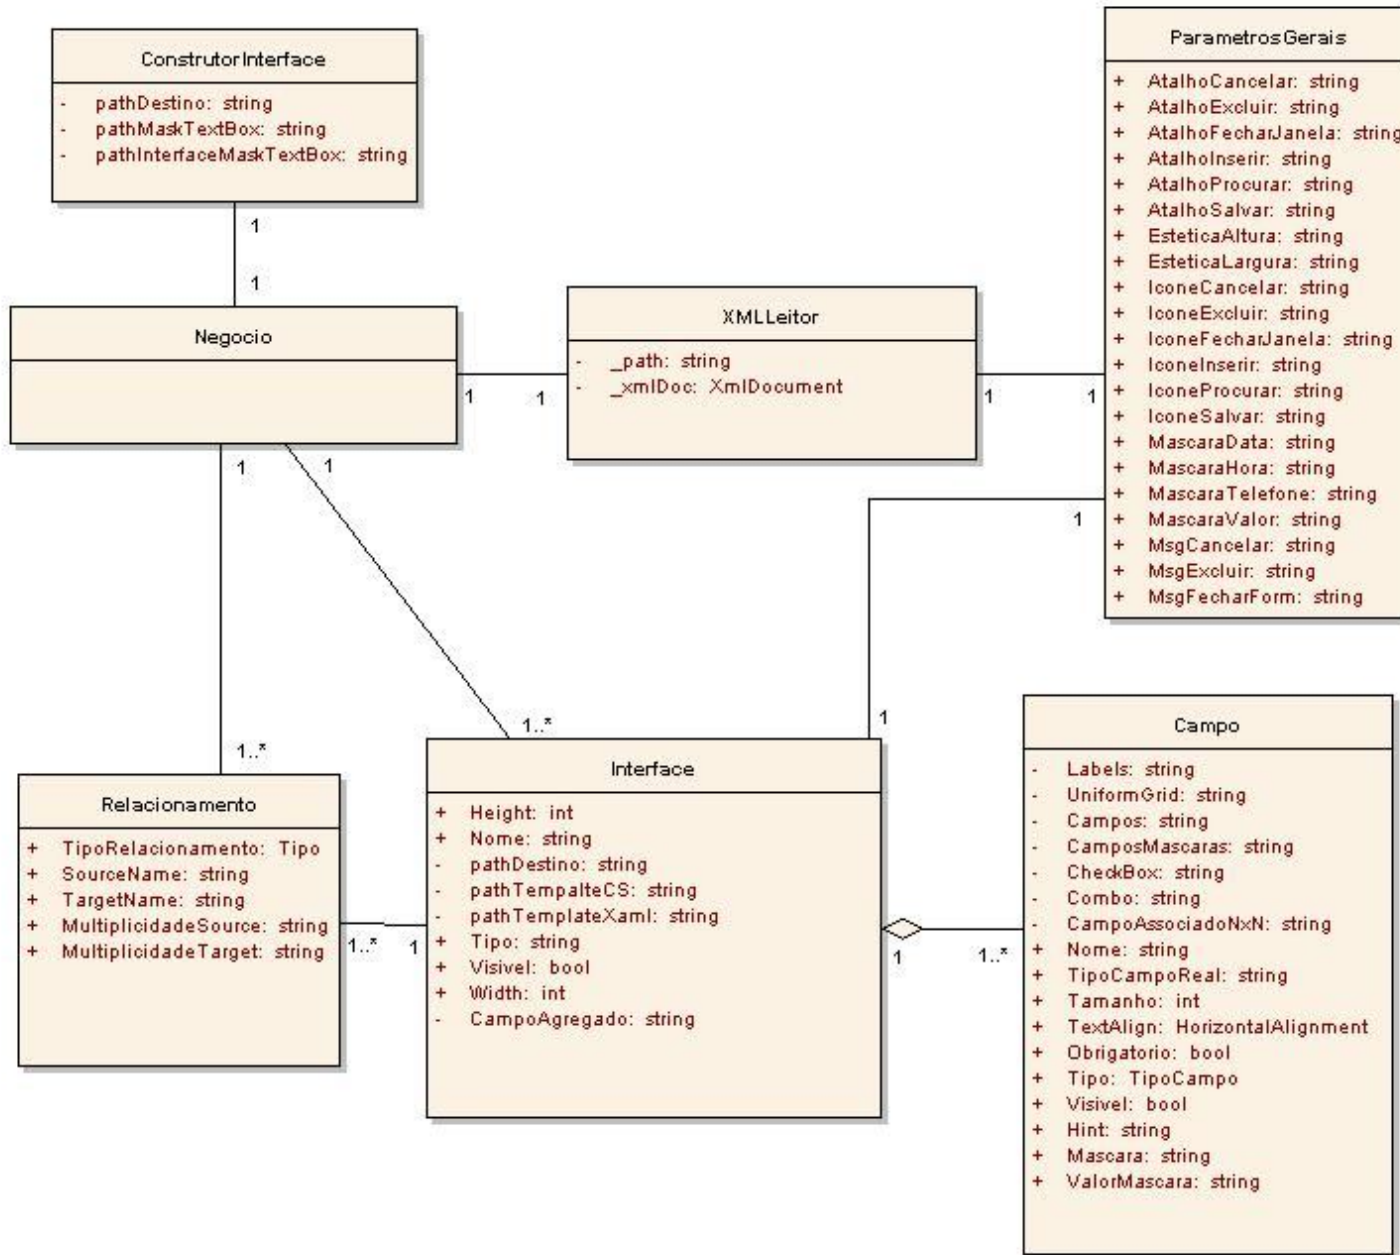 ConstrutorInterface
- pathDestino: string
- pathMaskTextBox: string
- pathInterfaceMaskTextBox: string
1
1
Negocio
1
1
1
1
XMLLeitor
- _path: string
- _xmlDoc: XmlDocument
1
1
ParametrosGerais
+ AtalhoCancelar: string
+ AtalhoExcluir: string
+ AtalhoFecharJanela: string
+ AtalhoInserir: string
+ AtalhoProcurar: string
+ AtalhoSalvar: string
+ EsteticaAltura: string
+ EsteticaLargura: string
+ IconeCancelar: string
+ IconeExcluir: string
+ IconeFecharJanela: string
+ IconeInserir: string
+ IconeProcurar: string
+ IconeSalvar: string
+ MascaraData: string
+ MascaraHora: string
+ MascaraTelefone: string
+ MascaraValor: string
+ MsgCancelar: string
+ MsgExcluir: string
+ MsgFecharForm: string
1
1
1..*
1..*
Relacionamento
+ TipoRelacionamento: Tipo
+ SourceName: string
+ TargetName: string
+ MultiplicidadeSource: string
+ MultiplicidadeTarget: string
1..*
1
Interface
+ Height: int
+ Nome: string
- pathDestino: string
- pathTempalteCS: string
- pathTemplateXaml: string
+ Tipo: string
+ Visivel: bool
+ Width: int
- CampoAgregado: string
1
1..*
Campo
- Labels: string
- UniformGrid: string
- Campos: string
- CamposMascaras: string
- CheckBox: string
- Combo: string
- CampoAssociadoNxN: string
+ Nome: string
+ TipoCampoReal: string
+ Tamanho: int
+ TextAlign: HorizontalAlignment
+ Obrigatorio: bool
+ Tipo: TipoCampo
+ Visivel: bool
+ Hint: string
+ Mascara: string
+ ValorMascara: string